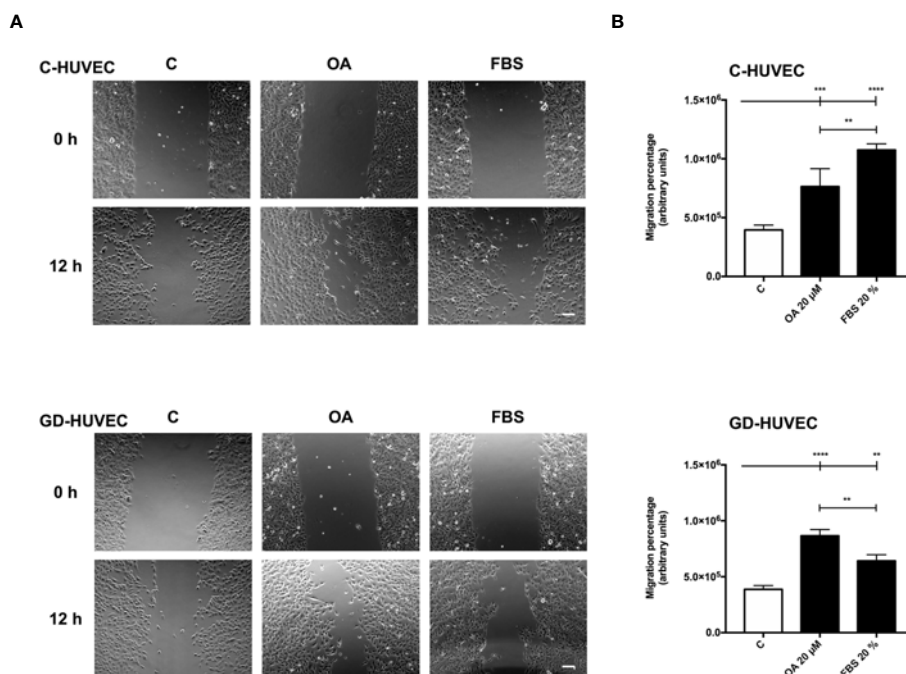 A
B
C-HUVEC
C
OA
FBS
0 h
12 h
C-HUVEC
*** ****
**
1.5×10⁶
1.0×10⁶
5.0×10⁵
0.0
Migration percentage
(arbitrary units)
C
OA 20 µM
FBS 20 %
GD-HUVEC
C
OA
FBS
0 h
12 h
GD-HUVEC
**** **
**
1.5×10⁶
1.0×10⁶
5.0×10⁵
0.0
Migration percentage
(arbitrary units)
C
OA 20 µM
FBS 20 %